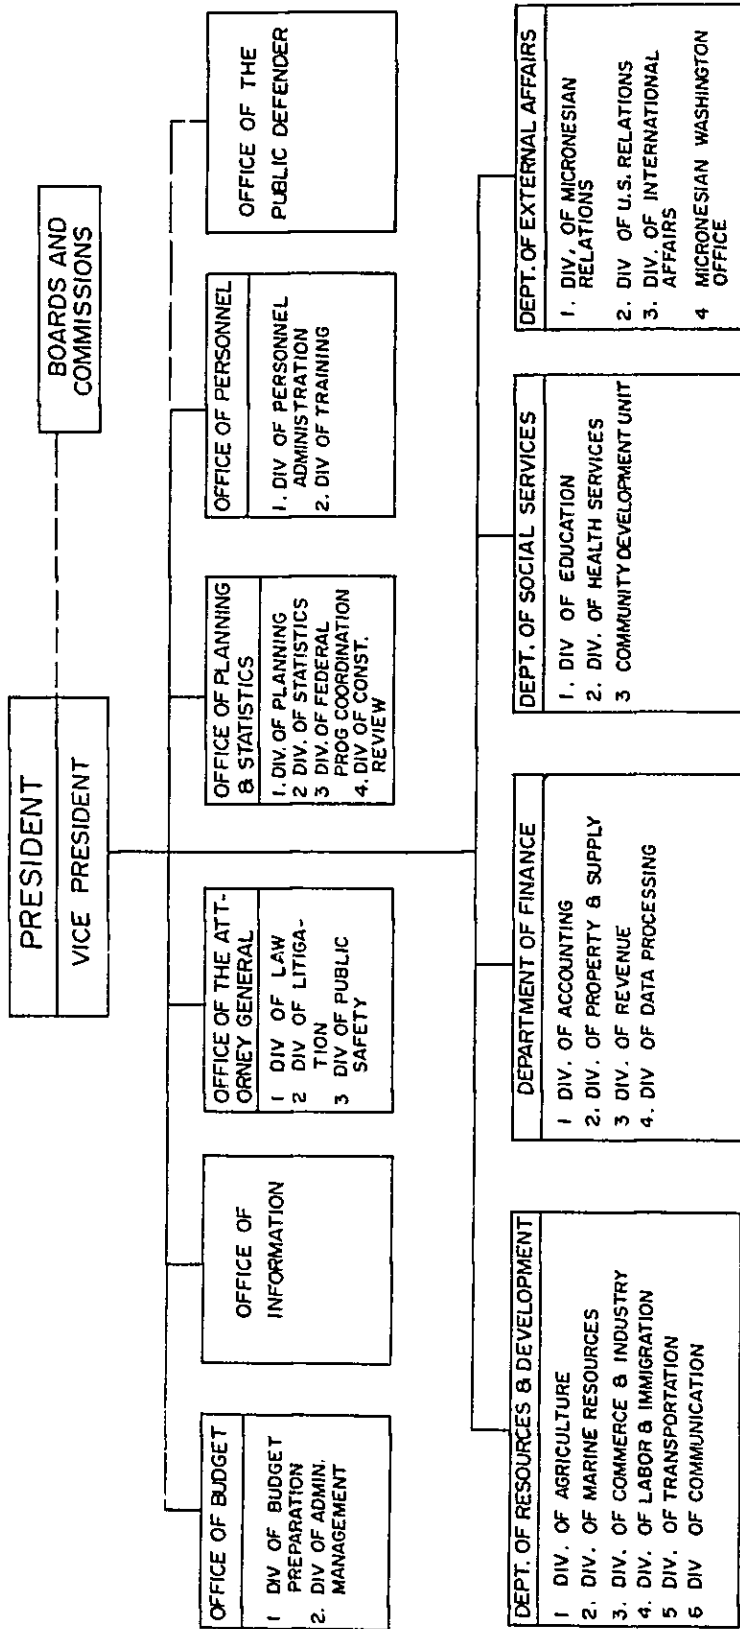 PRESIDENT
VICE PRESIDENT
BOARDS AND
COMMISSIONS
OFFICE OF BUDGET
1 DIV OF BUDGET
PREPARATION
2. DIV OF ADMIN.
MANAGEMENT
OFFICE OF
INFORMATION
OFFICE OF THE ATT-
ORNEY GENERAL
1 DIV OF LAW
2 DIV OF LITIGA-
TION
3 DIV OF PUBLIC
SAFETY
OFFICE OF PLANNING
& STATISTICS
1. DIV. OF PLANNING
2 DIV. OF STATISTICS
3 DIV. OF FEDERAL
PROG COORDINATION
4. DIV OF CONST.
REVIEW
OFFICE OF PERSONNEL
1. DIV OF PERSONNEL
ADMINISTRATION
2. DIV OF TRAINING
OFFICE OF THE
PUBLIC DEFENDER
DEPT. OF RESOURCES & DEVELOPMENT
1 DIV. OF AGRICULTURE
2. DIV. OF MARINE RESOURCES
3. DIV. OF COMMERCE & INDUSTRY
4. DIV. OF LABOR & IMMIGRATION
5 DIV. OF TRANSPORTATION
6 DIV OF COMMUNICATION
DEPARTMENT OF FINANCE
1 DIV. OF ACCOUNTING
2. DIV. OF PROPERTY & SUPPLY
3 DIV. OF REVENUE
4. DIV OF DATA PROCESSING
DEPT. OF SOCIAL SERVICES
1. DIV OF EDUCATION
2. DIV. OF HEALTH SERVICES
3 COMMUNITY DEVELOPMENT UNIT
DEPT. OF EXTERNAL AFFAIRS
1. DIV. OF MICRONESIAN
RELATIONS
2. DIV OF U.S. RELATIONS
3. DIV. OF INTERNATIONAL
AFFAIRS
4 MICRONESIAN WASHINGTON
OFFICE